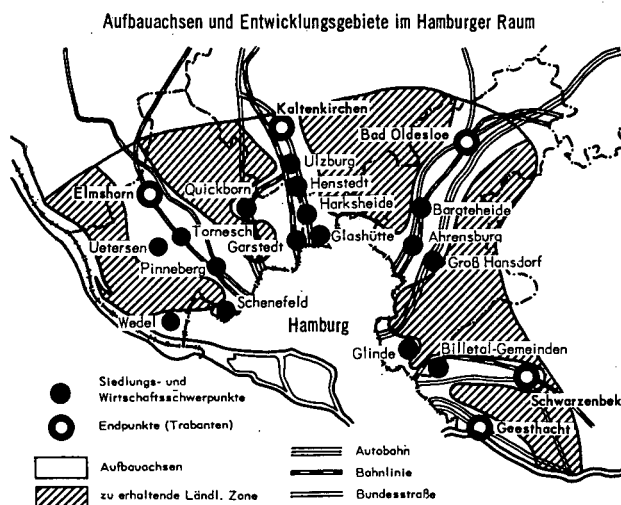 Aufbauachsen und Entwicklungsgebiete im Hamburger Raum
Kaltenkirchen
Bad Oldesloe
Ulzburg
Elmshorn
Quickborn
Henstedt
Harksheide
Bargteheide
Tornesch
Uetersen
Garstedt
Glashütte
Ahrensburg
Pinneberg
Groß Hansdorf
Schenefeld
Wedel
Hamburg
Glinde
Billetal-Gemeinden
Schwarzenbek
Geesthacht
Siedlungs- und
Wirtschaftsschwerpunkte
Endpunkte (Trabanten)
Aufbauachsen
zu erhaltende Ländl. Zone
Autobahn
Bahnlinie
Bundesstraße